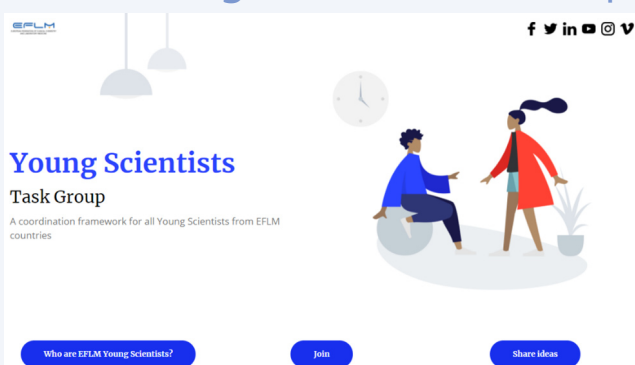 EFLM
Young Scientists
Task Group
A coordination framework for all Young Scientists from EFLM
countries
Who are EFLM Young Scientists?
Join
Share ideas